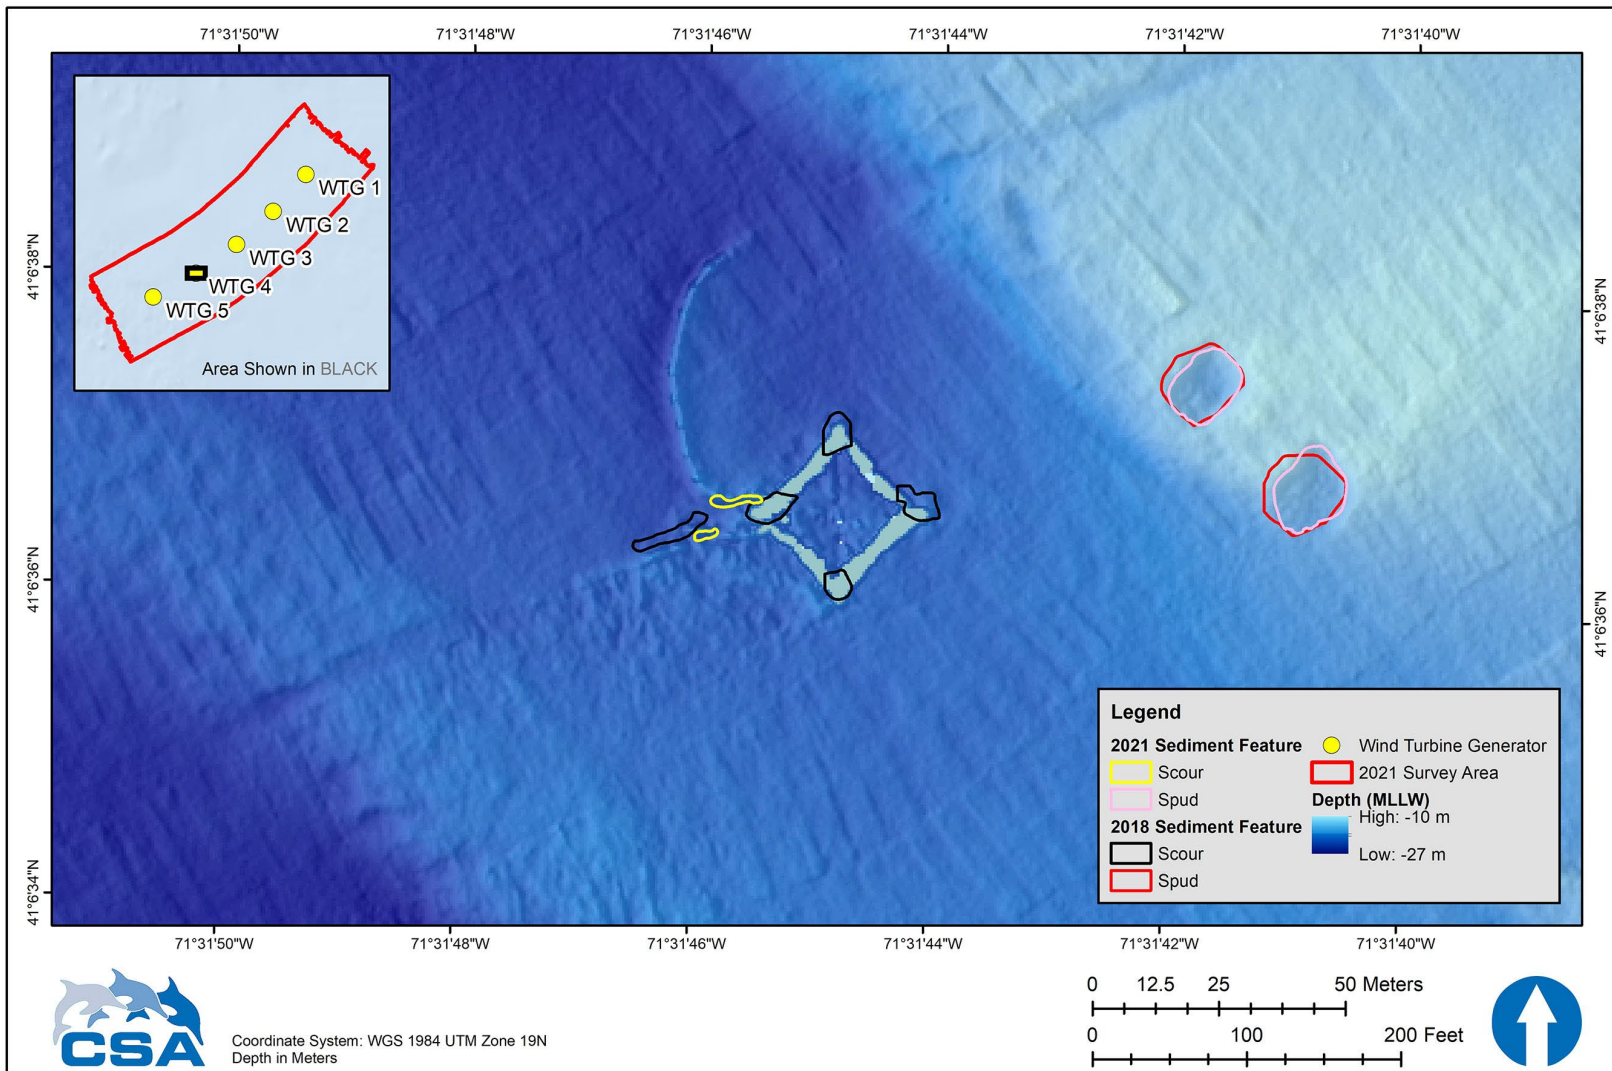 71°31'50"W 71°31'48"W 71°31'46"W 71°31'44"W 71°31'42"W 71°31'40"W
WTG 1
WTG 2
WTG 3
WTG 4
WTG 5
Area Shown in BLACK
41°6'38"N
41°6'36"N
41°6'34"N
41°6'38"N
41°6'36"N
Legend
2021 Sediment Feature
Scour
Spud
2018 Sediment Feature
Scour
Spud
Wind Turbine Generator
2021 Survey Area
Depth (MLLW)
High: -10 m
Low: -27 m
71°31'50"W 71°31'48"W 71°31'46"W 71°31'44"W 71°31'42"W 71°31'40"W
CSA
Coordinate System: WGS 1984 UTM Zone 19N
Depth in Meters
0 12.5 25 50 Meters
0 100 200 Feet